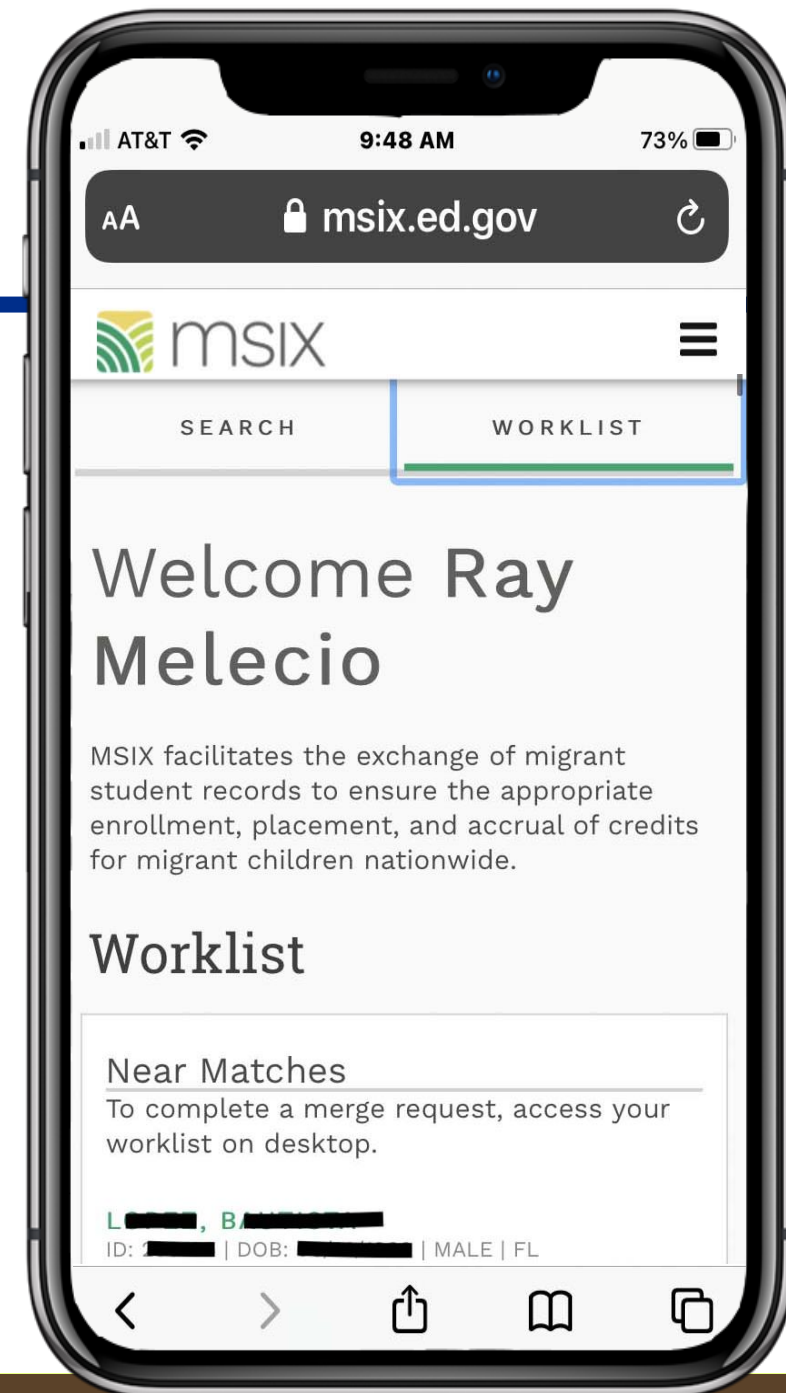 AT&T 9:48 AM 73%
AA msix.ed.gov
msix
SEARCH WORKLIST
Welcome Ray
Melecio
MSIX facilitates the exchange of migrant
student records to ensure the appropriate
enrollment, placement, and accrual of credits
for migrant children nationwide.
Worklist
Near Matches
To complete a merge request, access your
worklist on desktop.
ID: | DOB: | MALE | FL